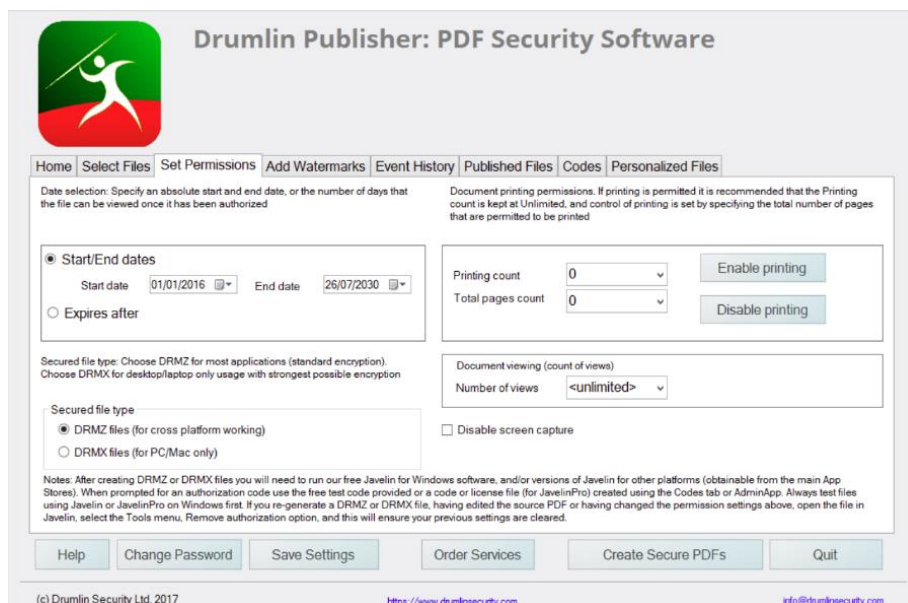 Drumlin Publisher: PDF Security Software
Home Select Files Set Permissions Add Watermarks Event History Published Files Codes Personalized Files
Date selection: Specify an absolute start and end date, or the number of days that
the file can be viewed once it has been authorized
Document printing permissions. If printing is permitted it is recommended that the Printing
count is kept at Unlimited, and control of printing is set by specifying the total number of pages
that are permitted to be printed
Start/End dates
Start date 01/01/2016 End date 26/07/2030
Expires after
Printing count 0 Enable printing
Total pages count 0 Disable printing
Secured file type: Choose DRMZ for most applications (standard encryption).
Choose DRMX for desktop/laptop only usage with strongest possible encryption
Document viewing (count of views)
Number of views <unlimited>
Secured file type
DRMZ files (for cross platform working)
DRMX files (for PC/Mac only)
Disable screen capture
Notes: After creating DRMZ or DRMX files you will need to run our free Javelin for Windows software, and/or versions of Javelin for other platforms (obtainable from the main App
Stores). When prompted for an authorization code use the free test code provided or a code or license file (for JavelinPro) created using the Codes tab or AdminApp. Always test files
using Javelin or JavelinPro on Windows first. If you re-generate a DRMZ or DRMX file, having edited the source PDF or having changed the permission settings above, open the file in
Javelin, select the Tools menu, Remove authorization option, and this will ensure your previous settings are cleared.
Help Change Password Save Settings Order Services Create Secure PDFs Quit
(c) Drumlin Security Ltd, 2017 https://www.drumlinsecurity.com info@drumlinsecurity.com